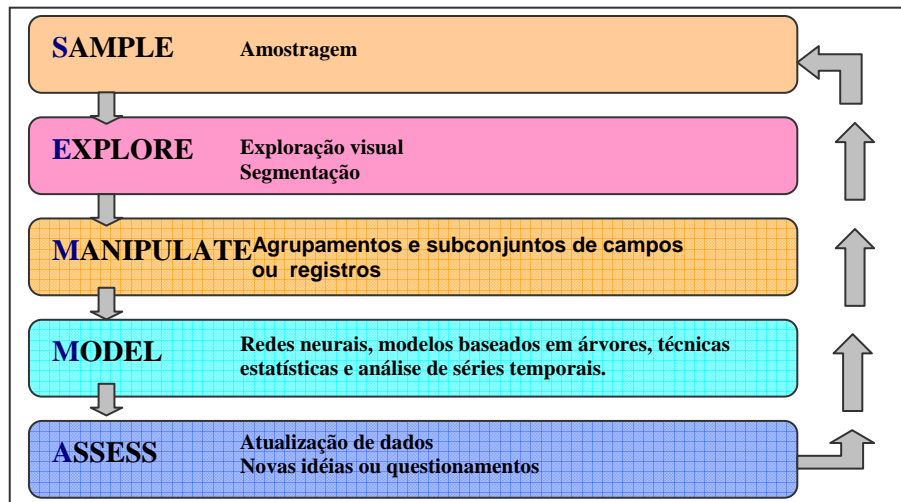 SAMPLE Amostragem
EXPLORE Exploração visual
Segmentação
MANIPULATE Agrupamentos e subconjuntos de campos
ou registros
MODEL Redes neurais, modelos baseados em árvores, técnicas
estatísticas e análise de séries temporais.
ASSESS Atualização de dados
Novas idéias ou questionamentos